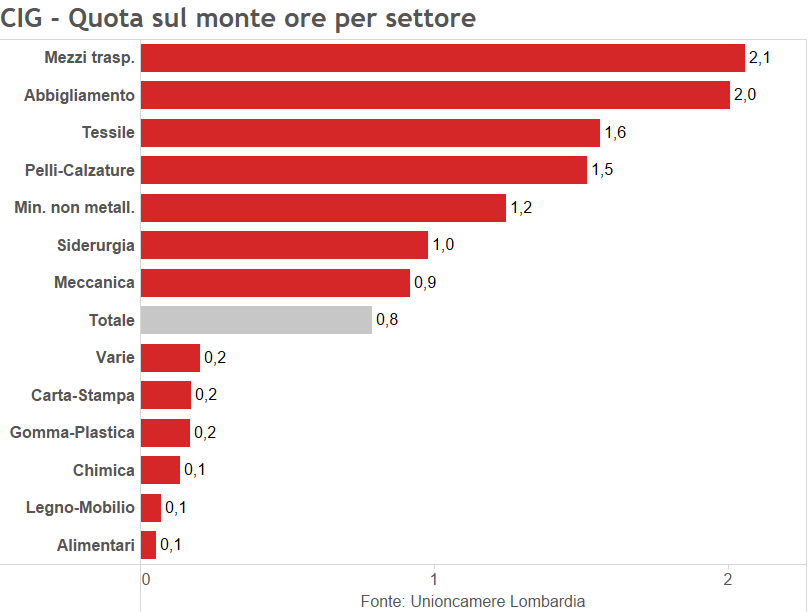 CIG - Quota sul monte ore per settore
Mezzi trasp. 2,1
Abbigliamento 2,0
Tessile 1,6
Pelli-Calzature 1,5
Min. non metall. 1,2
Siderurgia 1,0
Meccanica 0,9
Totale 0,8
Varie 0,2
Carta-Stampa 0,2
Gomma-Plastica 0,2
Chimica 0,1
Legno-Mobilio 0,1
Alimentari 0,1
0 1 2
Fonte: Unioncamere Lombardia